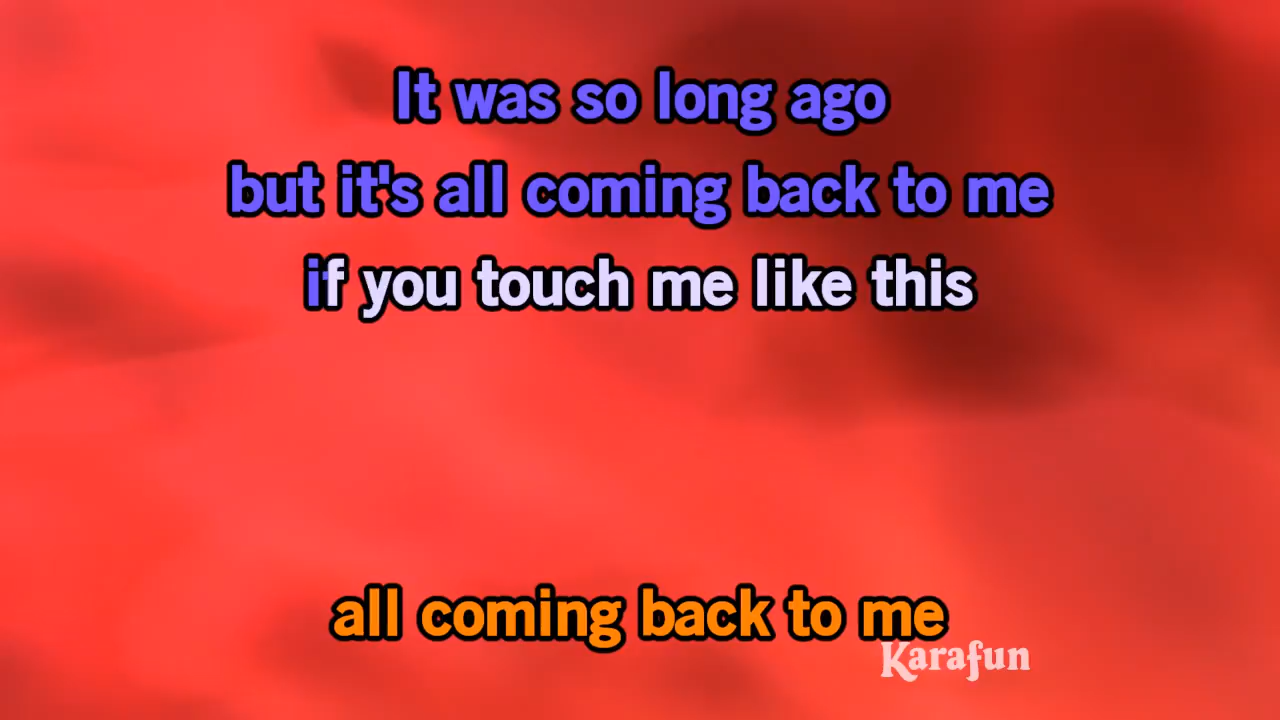 It was so long ago
but it's all coming back to me
if you touch me like this
all coming back to me
Karafun